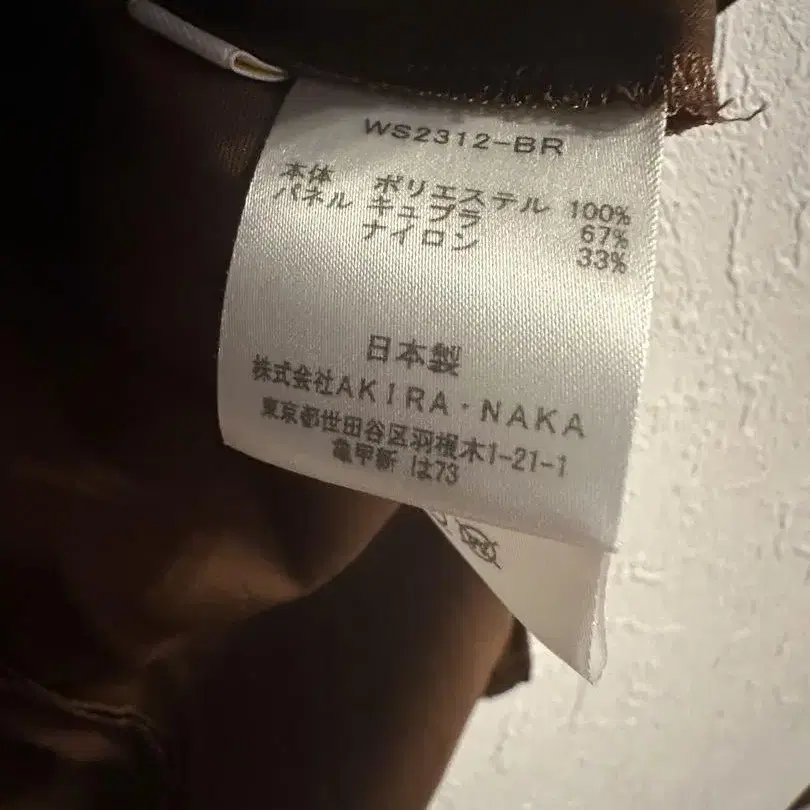 WS2312-BR
本体 ポリエステル 100%
パネル キュプラ 67%
ナイロン 33%
日本製
株式会社AKIRA・NAKA
東京都世田谷区羽根木1-21-1
亀甲新 は73